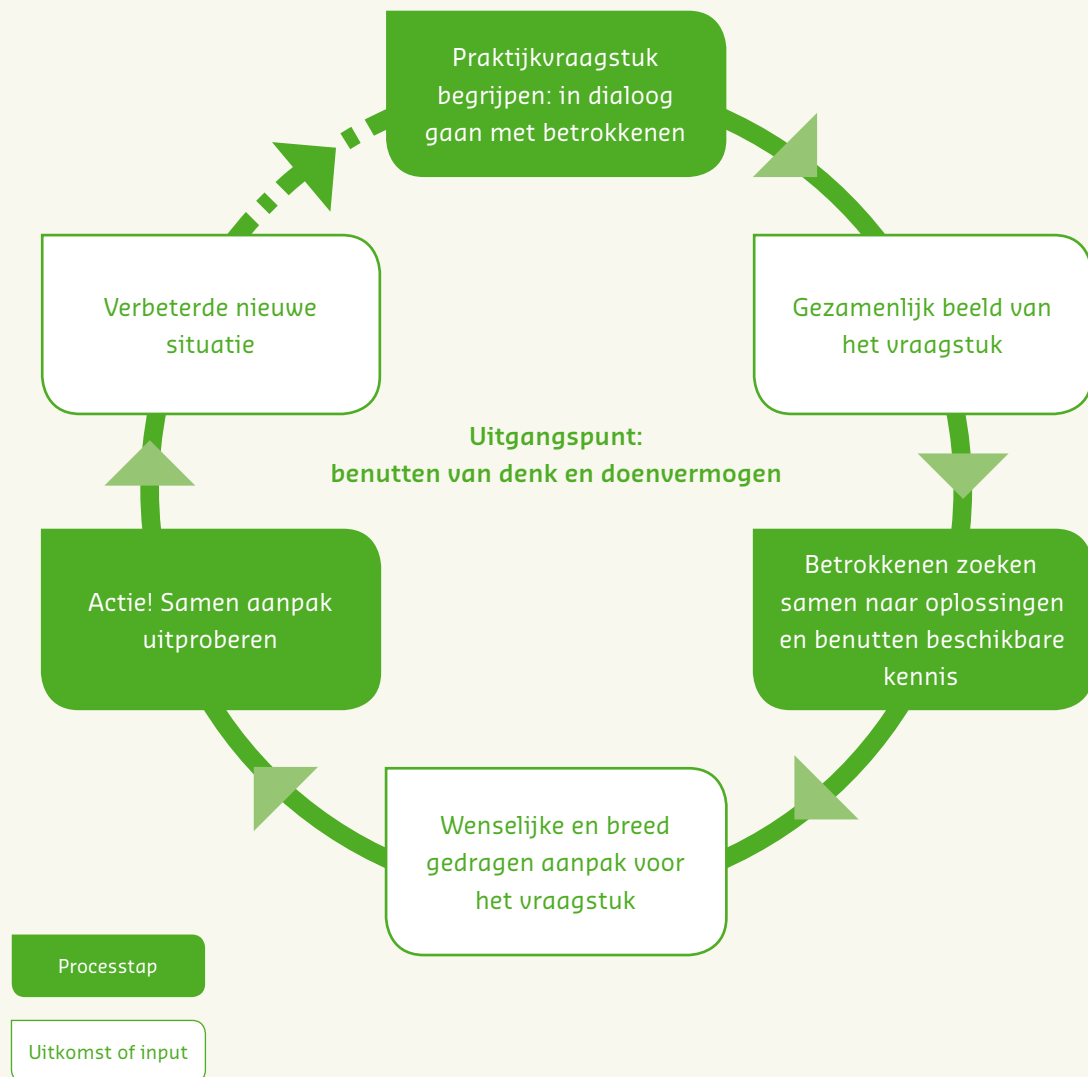 Praktijkvraagstuk
begrijpen: in dialoog
gaan met betrokkenen
Gezamenlijk beeld van
het vraagstuk
Betrokkenen zoeken
samen naar oplossingen
en benutten beschikbare
kennis
Wenselijke en breed
gedragen aanpak voor
het vraagstuk
Actie! Samen aanpak
uitproberen
Verbeterde nieuwe
situatie
Uitgangspunt:
benutten van denk en doenvermogen
Processtap
Uitkomst of input